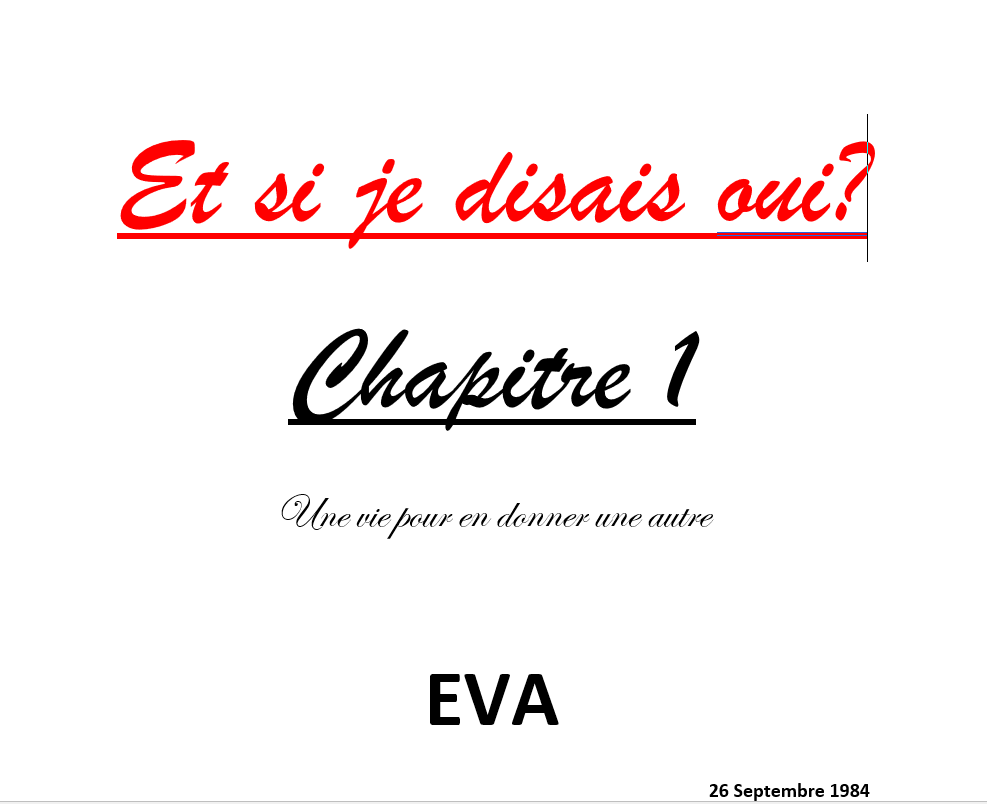 Et si je disais oui?
Chapitre 1
Une vie pour en donner une autre
EVA
26 Septembre 1984